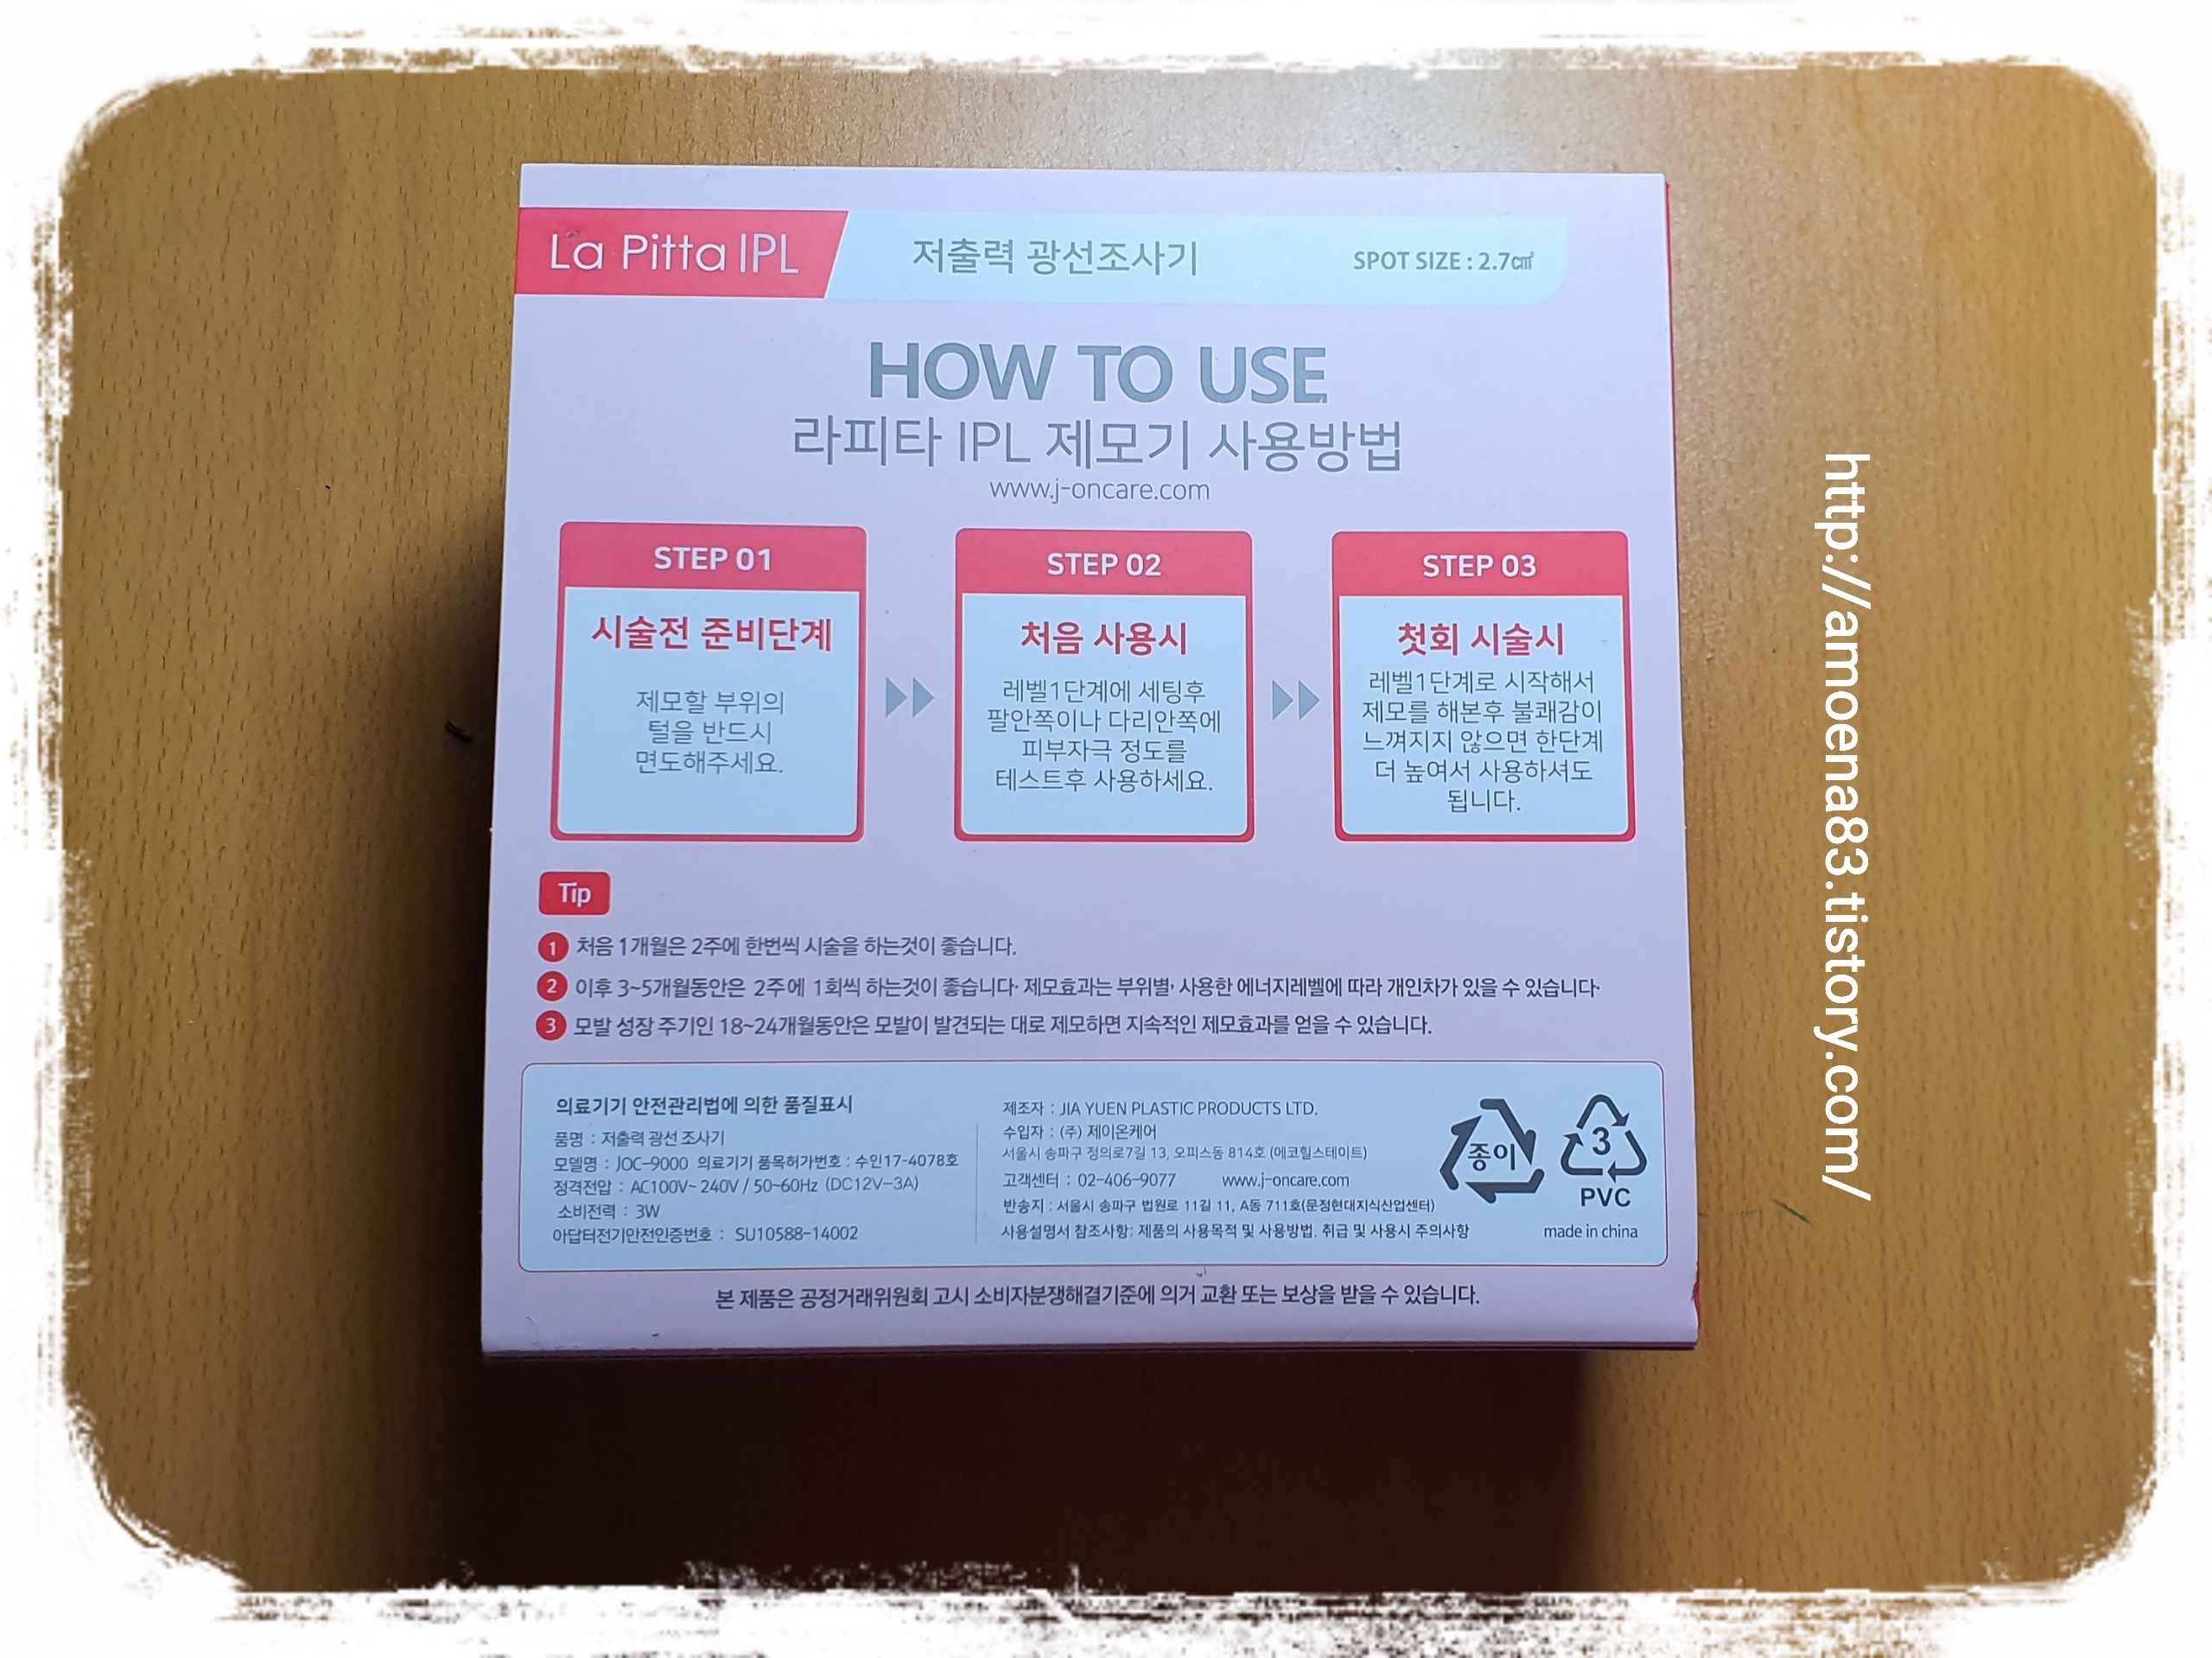 La Pitta IPL
저출력 광선조사기
SPOT SIZE : 2.7㎠
HOW TO USE
라피타 IPL 제모기 사용방법
www.j-oncare.com
STEP 01
시술전 준비단계
제모할 부위의
털을 반드시
면도해주세요.
STEP 02
처음 사용시
레벨1단계에 세팅후
팔안쪽이나 다리안쪽에
피부자극 정도를
테스트후 사용하세요.
STEP 03
첫회 시술시
레벨1단계로 시작해서
제모를 해본후 불쾌감이
느껴지지 않으면 한단계
더 높여서 사용하셔도
됩니다.
Tip
1 처음 1개월은 2주에 한번씩 시술을 하는것이 좋습니다.
2 이후 3~5개월동안은 2주에 1회씩 하는것이 좋습니다. 제모효과는 부위별, 사용한 에너지레벨에 따라 개인차가 있을 수 있습니다.
3 모발 성장 주기인 18~24개월동안은 모발이 발견되는 대로 제모하면 지속적인 제모효과를 얻을 수 있습니다.
의료기기 안전관리법에 의한 품질표시
품명 : 저출력 광선 조사기
모델명 : JOC-9000 의료기기 품목허가번호 : 수인17-4078호
정격전압 : AC100V~ 240V / 50~60Hz (DC12V-3A)
소비전력 : 3W
아답터전기안전인증번호 : SU10588-14002
제조자 : JIA YUEN PLASTIC PRODUCTS LTD.
수입자 : (주) 제이온케어
서울시 송파구 정의로7길 13, 오피스동 814호 (에코힐스테이트)
고객센터 : 02-406-9077 www.j-oncare.com
반송지 : 서울시 송파구 법원로 11길 11, A동 711호(문정현대지식산업센터)
사용설명서 참조사항: 제품의 사용목적 및 사용방법. 취급 및 사용시 주의사항
종이
3
PVC
made in china
본 제품은 공정거래위원회 고시 소비자분쟁해결기준에 의거 교환 또는 보상을 받을 수 있습니다.
http://amoena83.tistory.com/